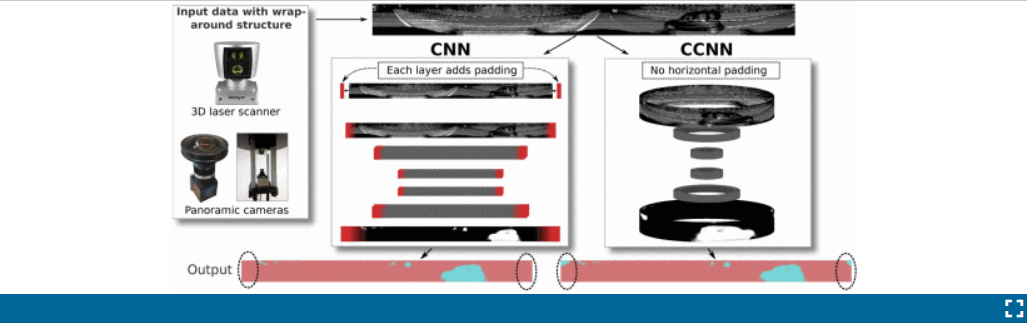 Input data with wrap-
around structure
3D laser scanner
Panoramic cameras
CNN
Each layer adds padding
CCNN
No horizontal padding
Output